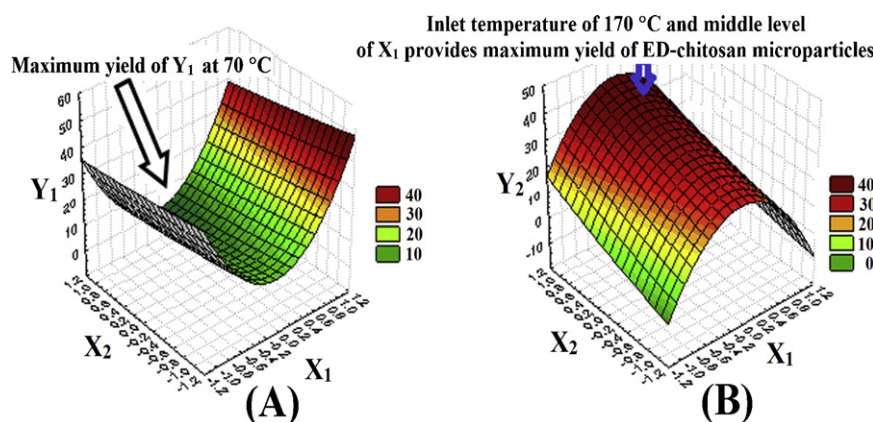 Maximum yield of Y₁ at 70 °C
60
50
40
30
20
10
0
Y₁
X₂
X₁
40
30
20
10
(A)
Inlet temperature of 170 °C and middle level
of X₁ provides maximum yield of ED-chitosan microparticles
50
40
30
20
10
0
-10
Y₂
X₂
X₁
40
30
20
10
0
(B)